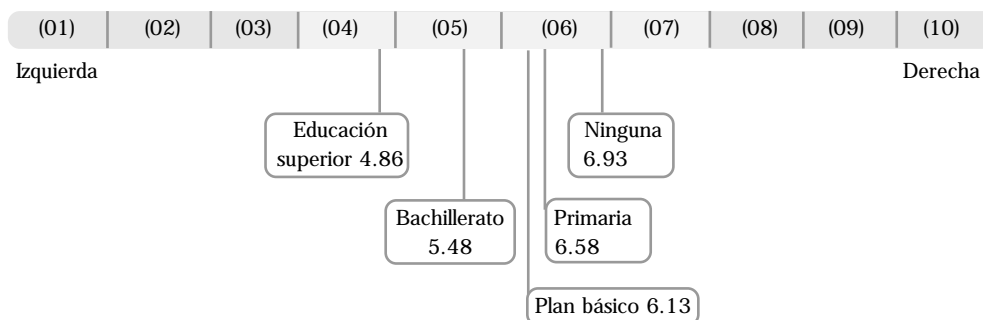 (01) (02) (03) (04) (05) (06) (07) (08) (09) (10)
Izquierda Derecha
Educación
superior 4.86
Ninguna
6.93
Bachillerato
5.48
Primaria
6.58
Plan básico 6.13